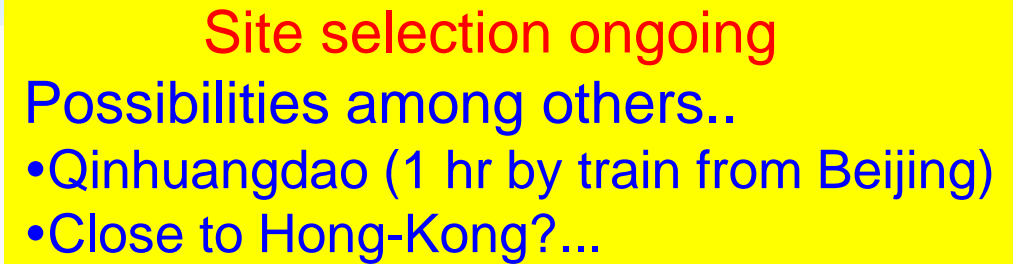 Site selection ongoing
Possibilities among others..
•Qinhuangdao (1 hr by train from Beijing)
•Close to Hong-Kong?...